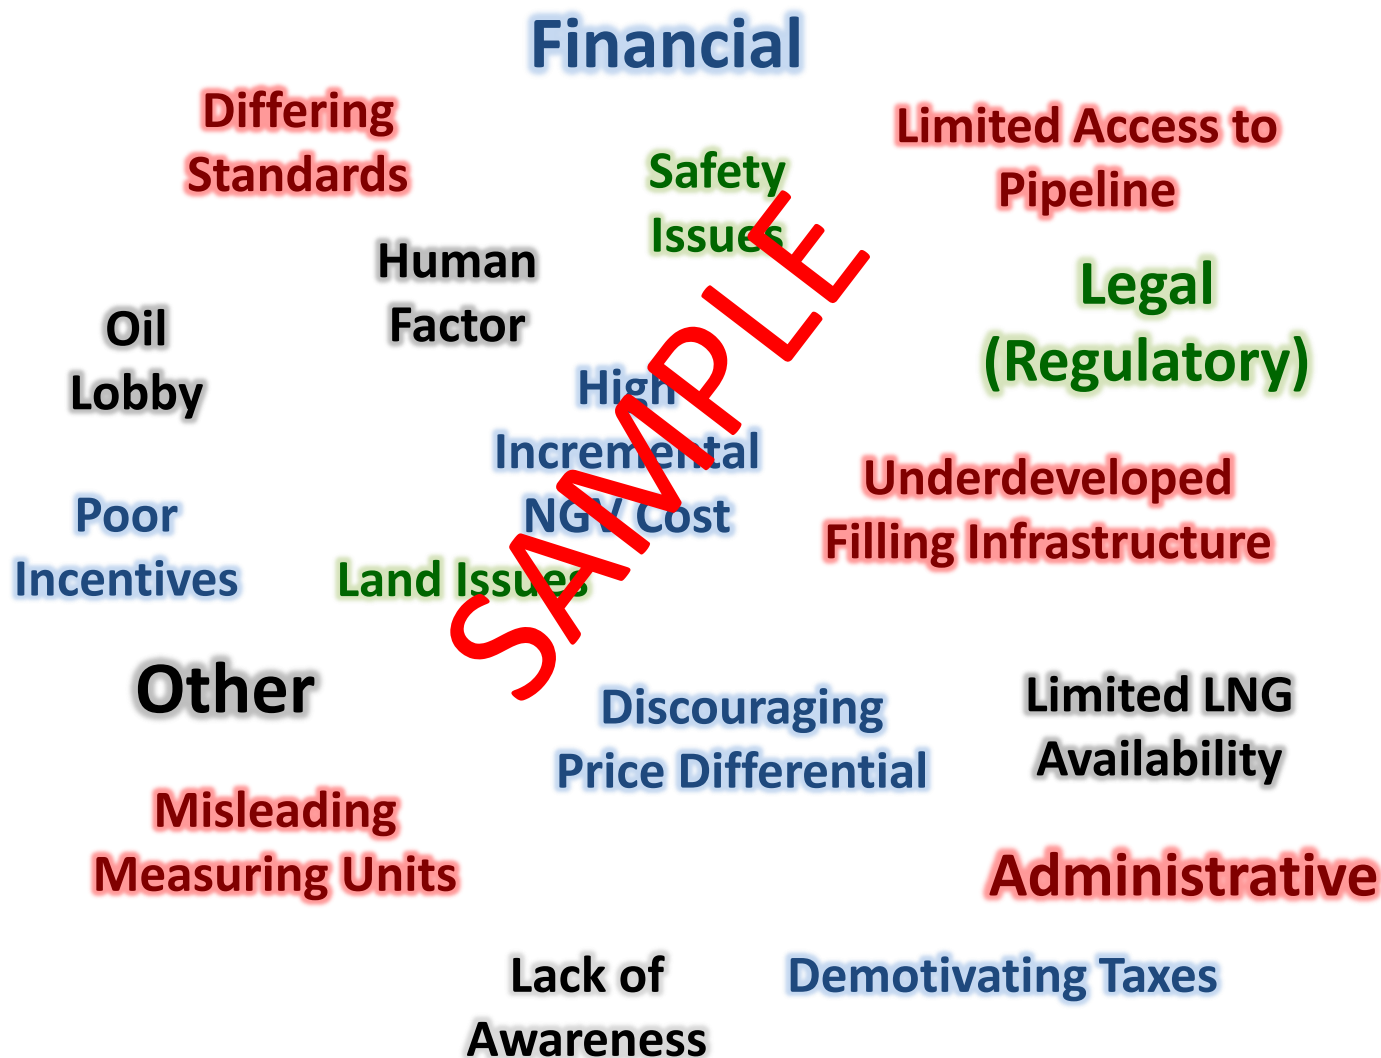 Financial
Differing
Standards
Limited Access to
Pipeline
Safety
Issues
Human
Factor
Legal
(Regulatory)
Oil
Lobby
High
Incremental
NGV Cost
Underdeveloped
Filling Infrastructure
Poor
Incentives
Land Issues
SAMPLE
Other
Discouraging
Price Differential
Limited LNG
Availability
Misleading
Measuring Units
Administrative
Lack of
Awareness
Demotivating Taxes